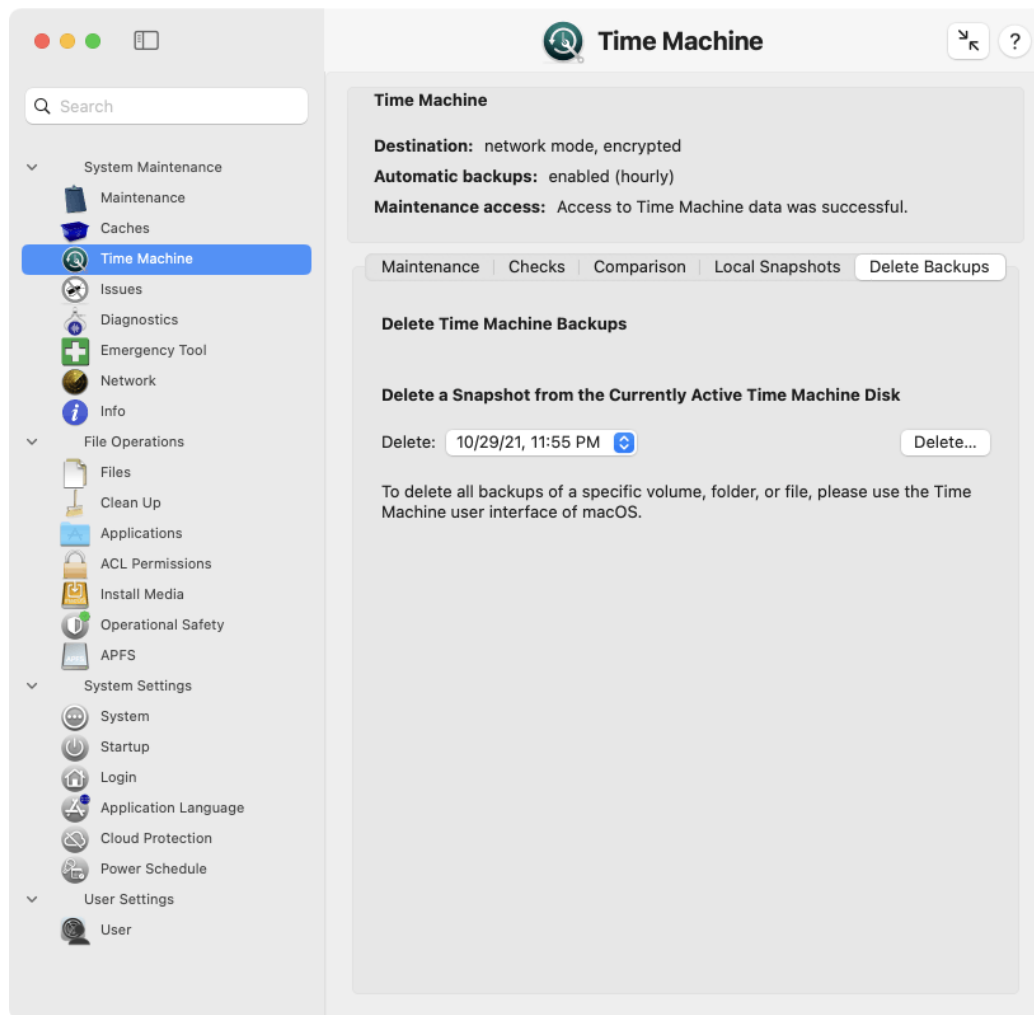 Time Machine
?
Search
System Maintenance
Maintenance
Caches
Time Machine
Issues
Diagnostics
Emergency Tool
Network
Info
File Operations
Files
Clean Up
Applications
ACL Permissions
Install Media
Operational Safety
APFS
System Settings
System
Startup
Login
Application Language
Cloud Protection
Power Schedule
User Settings
User
Time Machine
Destination: network mode, encrypted
Automatic backups: enabled (hourly)
Maintenance access: Access to Time Machine data was successful.
Maintenance Checks Comparison Local Snapshots Delete Backups
Delete Time Machine Backups
Delete a Snapshot from the Currently Active Time Machine Disk
Delete: 10/29/21, 11:55 PM Delete...
To delete all backups of a specific volume, folder, or file, please use the Time
Machine user interface of macOS.